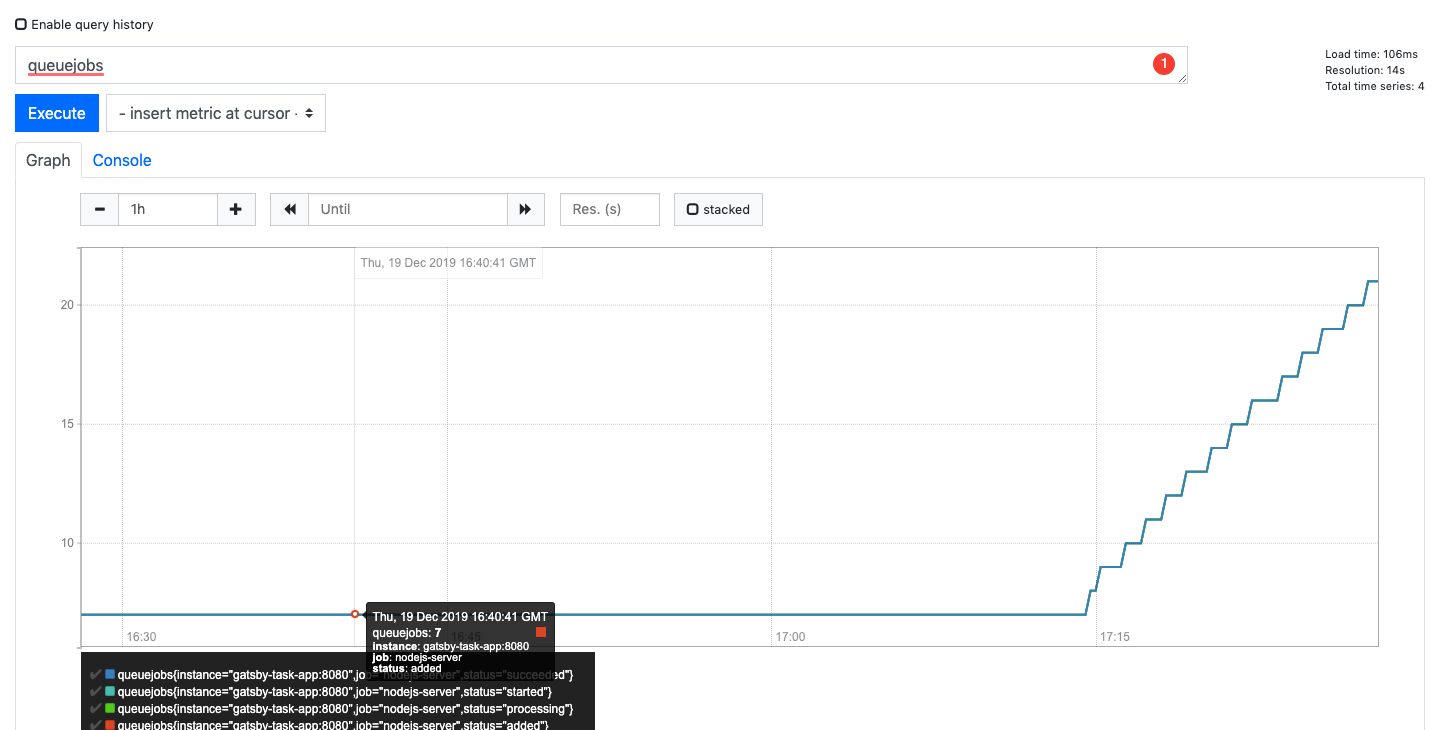 Enable query history
queuejobs
1
Load time: 106ms
Resolution: 14s
Total time series: 4
Execute
- insert metric at cursor -
Graph Console
1h Until Res. (s) stacked
Thu, 19 Dec 2019 16:40:41 GMT
20
15
10
16:30 16:45 17:00 17:15
Thu, 19 Dec 2019 16:40:41 GMT
queuejobs: 7
instance: gatsby-task-app:8080
job: nodejs-server
status: added
queuejobs{instance="gatsby-task-app:8080",job="nodejs-server",status="succeeded"}
queuejobs{instance="gatsby-task-app:8080",job="nodejs-server",status="started"}
queuejobs{instance="gatsby-task-app:8080",job="nodejs-server",status="processing"}
queuejobs{instance="gatsby-task-app:8080",job="nodejs-server",status="added"}